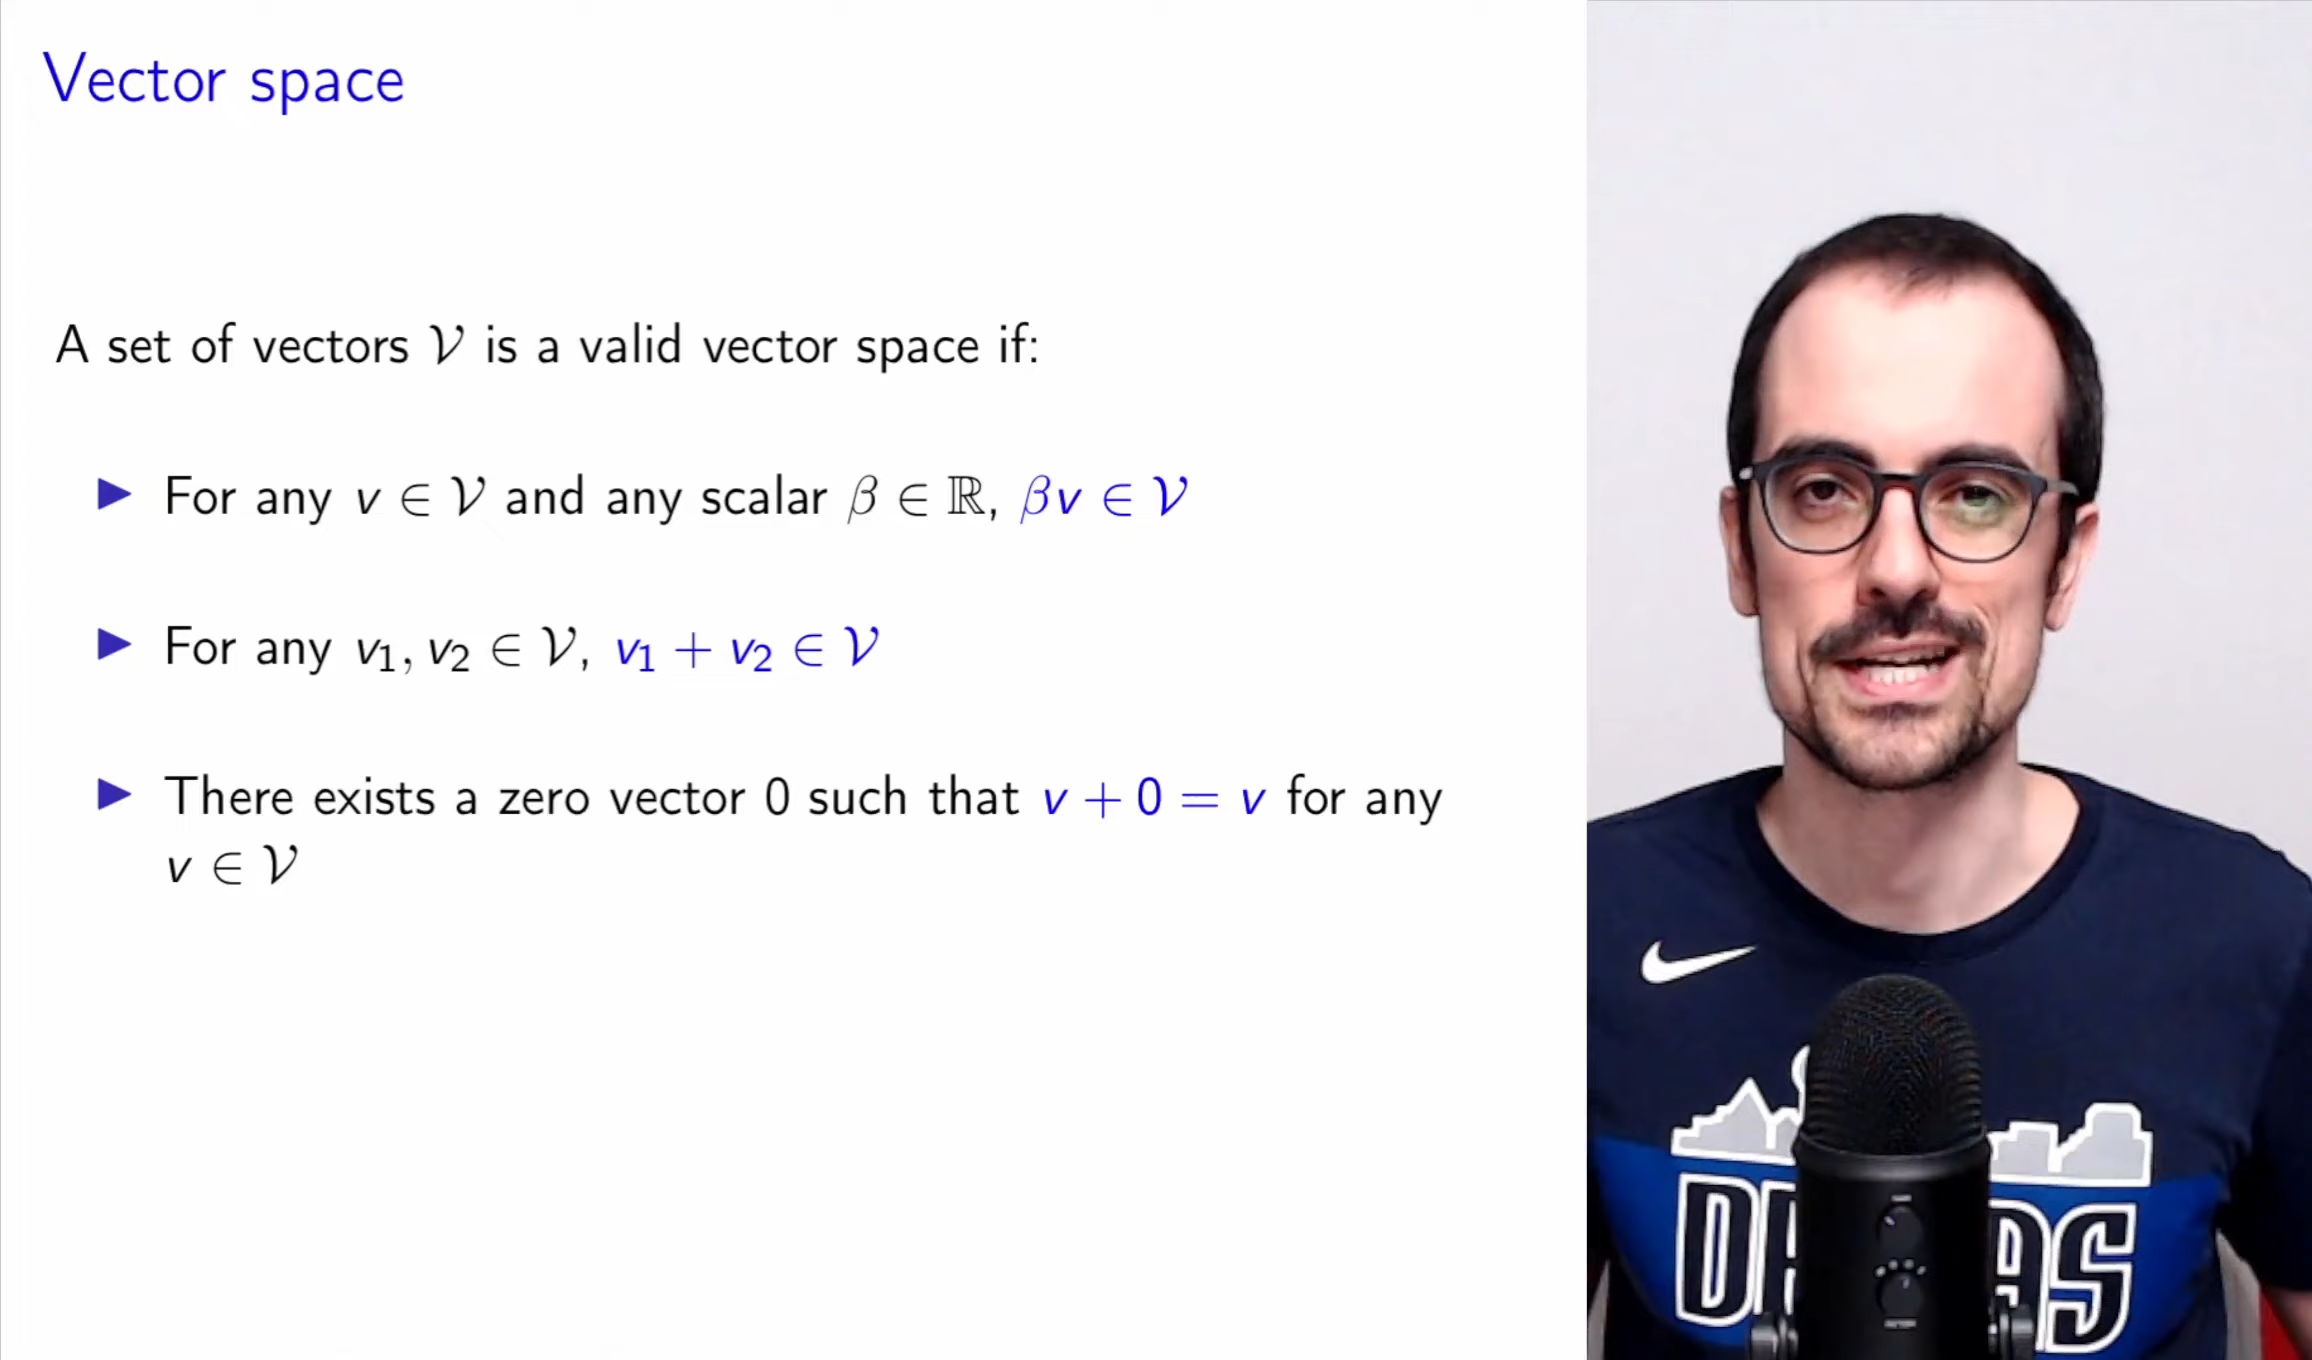 Vector space
A set of vectors 𝒱 is a valid vector space if:
▶ For any v ∈ 𝒱 and any scalar β ∈ ℝ, βv ∈ 𝒱
▶ For any v₁, v₂ ∈ 𝒱, v₁ + v₂ ∈ 𝒱
▶ There exists a zero vector 0 such that v + 0 = v for any
v ∈ 𝒱